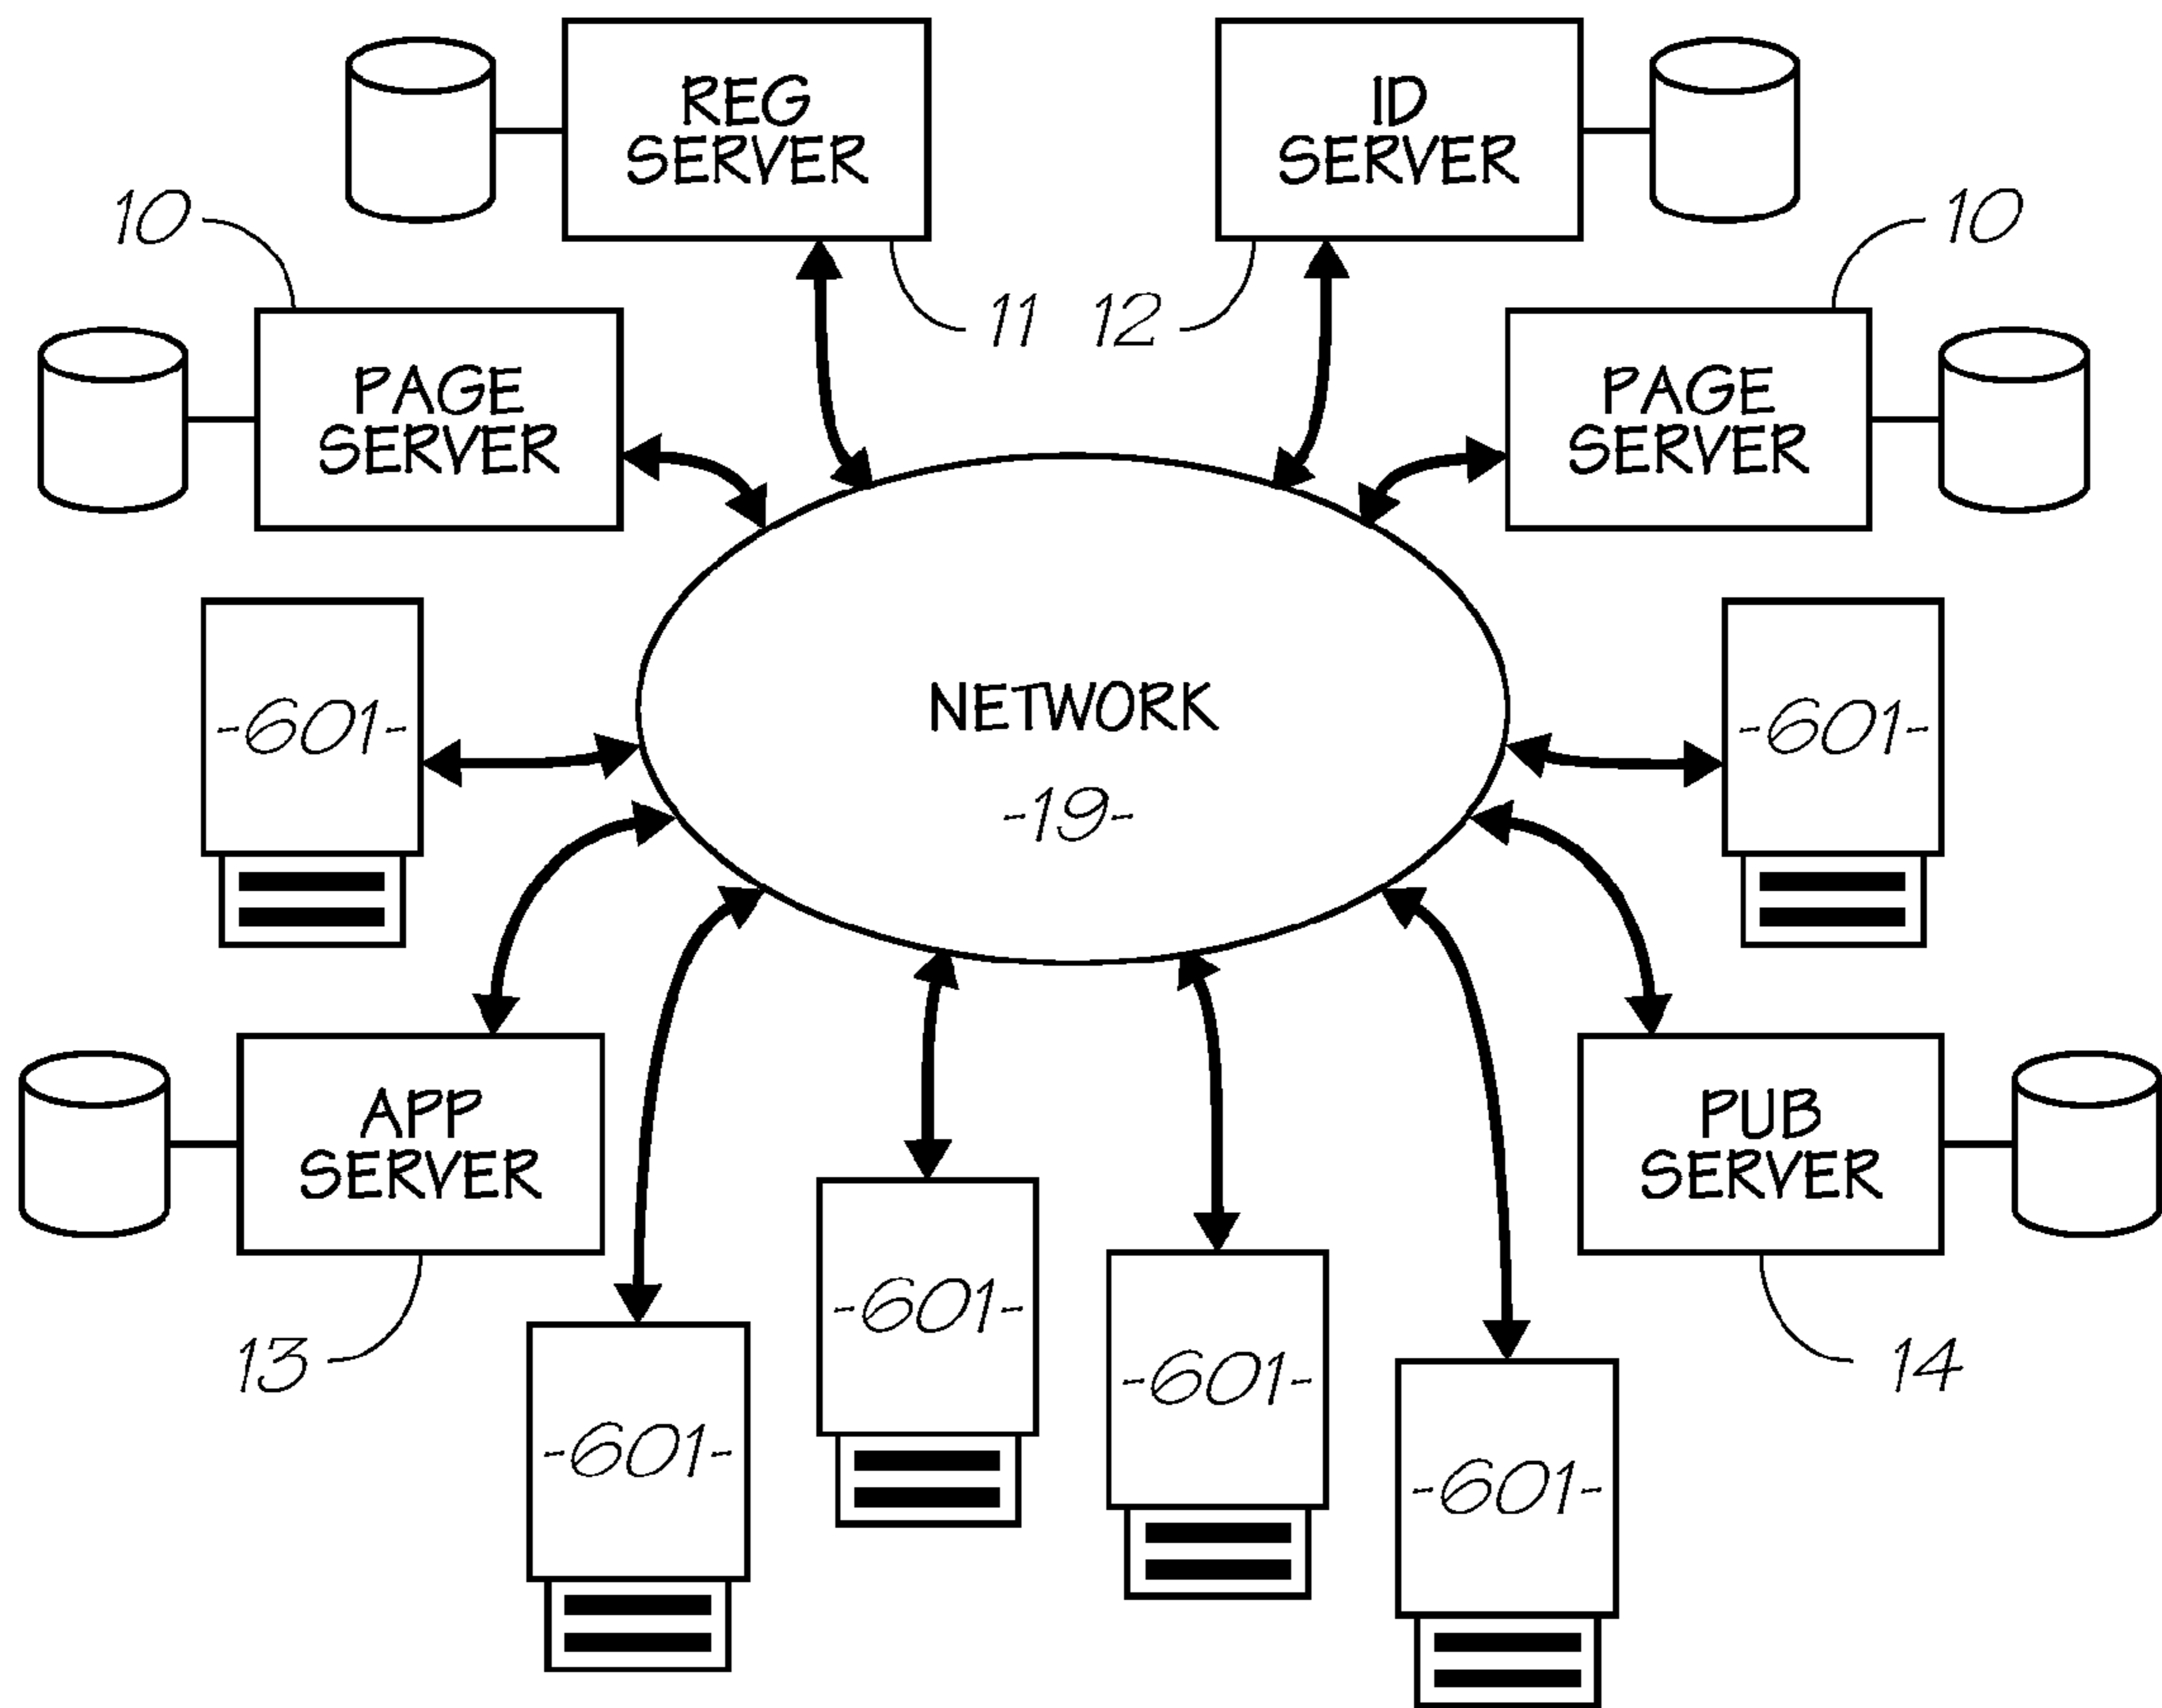 REG
SERVER
ID
SERVER
10
10
11
12
PAGE
SERVER
PAGE
SERVER
-601-
NETWORK
-19-
-601-
APP
SERVER
PUB
SERVER
13
14
-601-
-601-
-601-
-601-